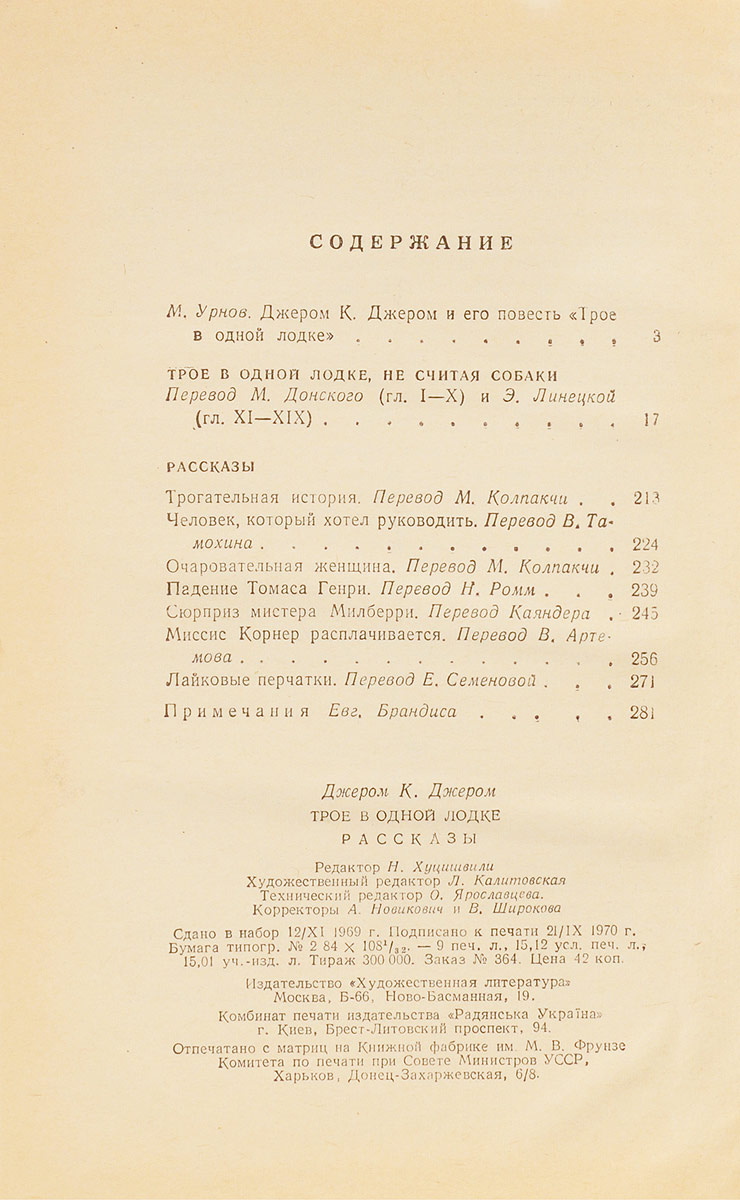 СОДЕРЖАНИЕ
М. Урнов. Джером К. Джером и его повесть «Трое
в одной лодке» . . . . . . . . . 3
ТРОЕ В ОДНОЙ ЛОДКЕ, НЕ СЧИТАЯ СОБАКИ
Перевод М. Донского (гл. I—X) и Э. Линецкой
(гл. XI—XIX) . . . . . . . . . . 17
РАССКАЗЫ
Трогательная история. Перевод М. Колпакчи . . 213
Человек, который хотел руководить. Перевод В. Та-
мохина . . . . . . . . . . . . 224
Очаровательная женщина. Перевод М. Колпакчи . 232
Падение Томаса Генри. Перевод Н. Ромм . . . 239
Сюрприз мистера Милберри. Перевод Каяндера . . 245
Миссис Корнер расплачивается. Перевод В. Арте-
мова . . . . . . . . . . . . . 256
Лайковые перчатки. Перевод Е. Семеновой . . . 271
Примечания Евг. Брандиса . . . . . 281
Джером К. Джером
ТРОЕ В ОДНОЙ ЛОДКЕ
РАССКАЗЫ
Редактор Н. Хуцишвили
Художественный редактор Л. Калитовская
Технический редактор О. Ярославцева.
Корректоры А. Новикович и В. Широкова
Сдано в набор 12/XI 1969 г. Подписано к печати 21/IX 1970 г.
Бумага типогр. № 2 84 × 108¹/₃₂. — 9 печ. л., 15,12 усл. печ. л.,
15,01 уч.-изд. л. Тираж 300 000. Заказ № 364. Цена 42 коп.
Издательство «Художественная литература»
Москва, Б-66, Ново-Басманная, 19.
Комбинат печати издательства «Радянська Україна»
г. Киев, Брест-Литовский проспект, 94.
Отпечатано с матриц на Книжной фабрике им. М. В. Фрунзе
Комитета по печати при Совете Министров УССР,
Харьков, Донец-Захаржевская, 6/8.